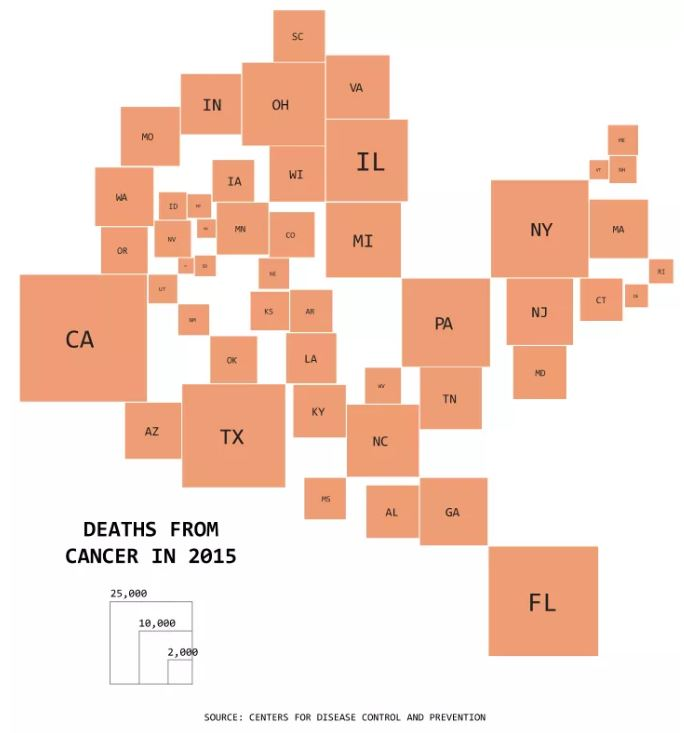 SC
VA
IN
OH
MO
ME
IL
VT
NH
WI
IA
WA
ID
NY
MA
MN
CO
NV
MI
OR
SD
RI
NE
UT
CT
KS
AR
NJ
NM
PA
CA
LA
OK
MD
WV
TN
KY
AZ
TX
NC
MS
AL
GA
DEATHS FROM
CANCER IN 2015
25,000
FL
10,000
2,000
SOURCE: CENTERS FOR DISEASE CONTROL AND PREVENTION